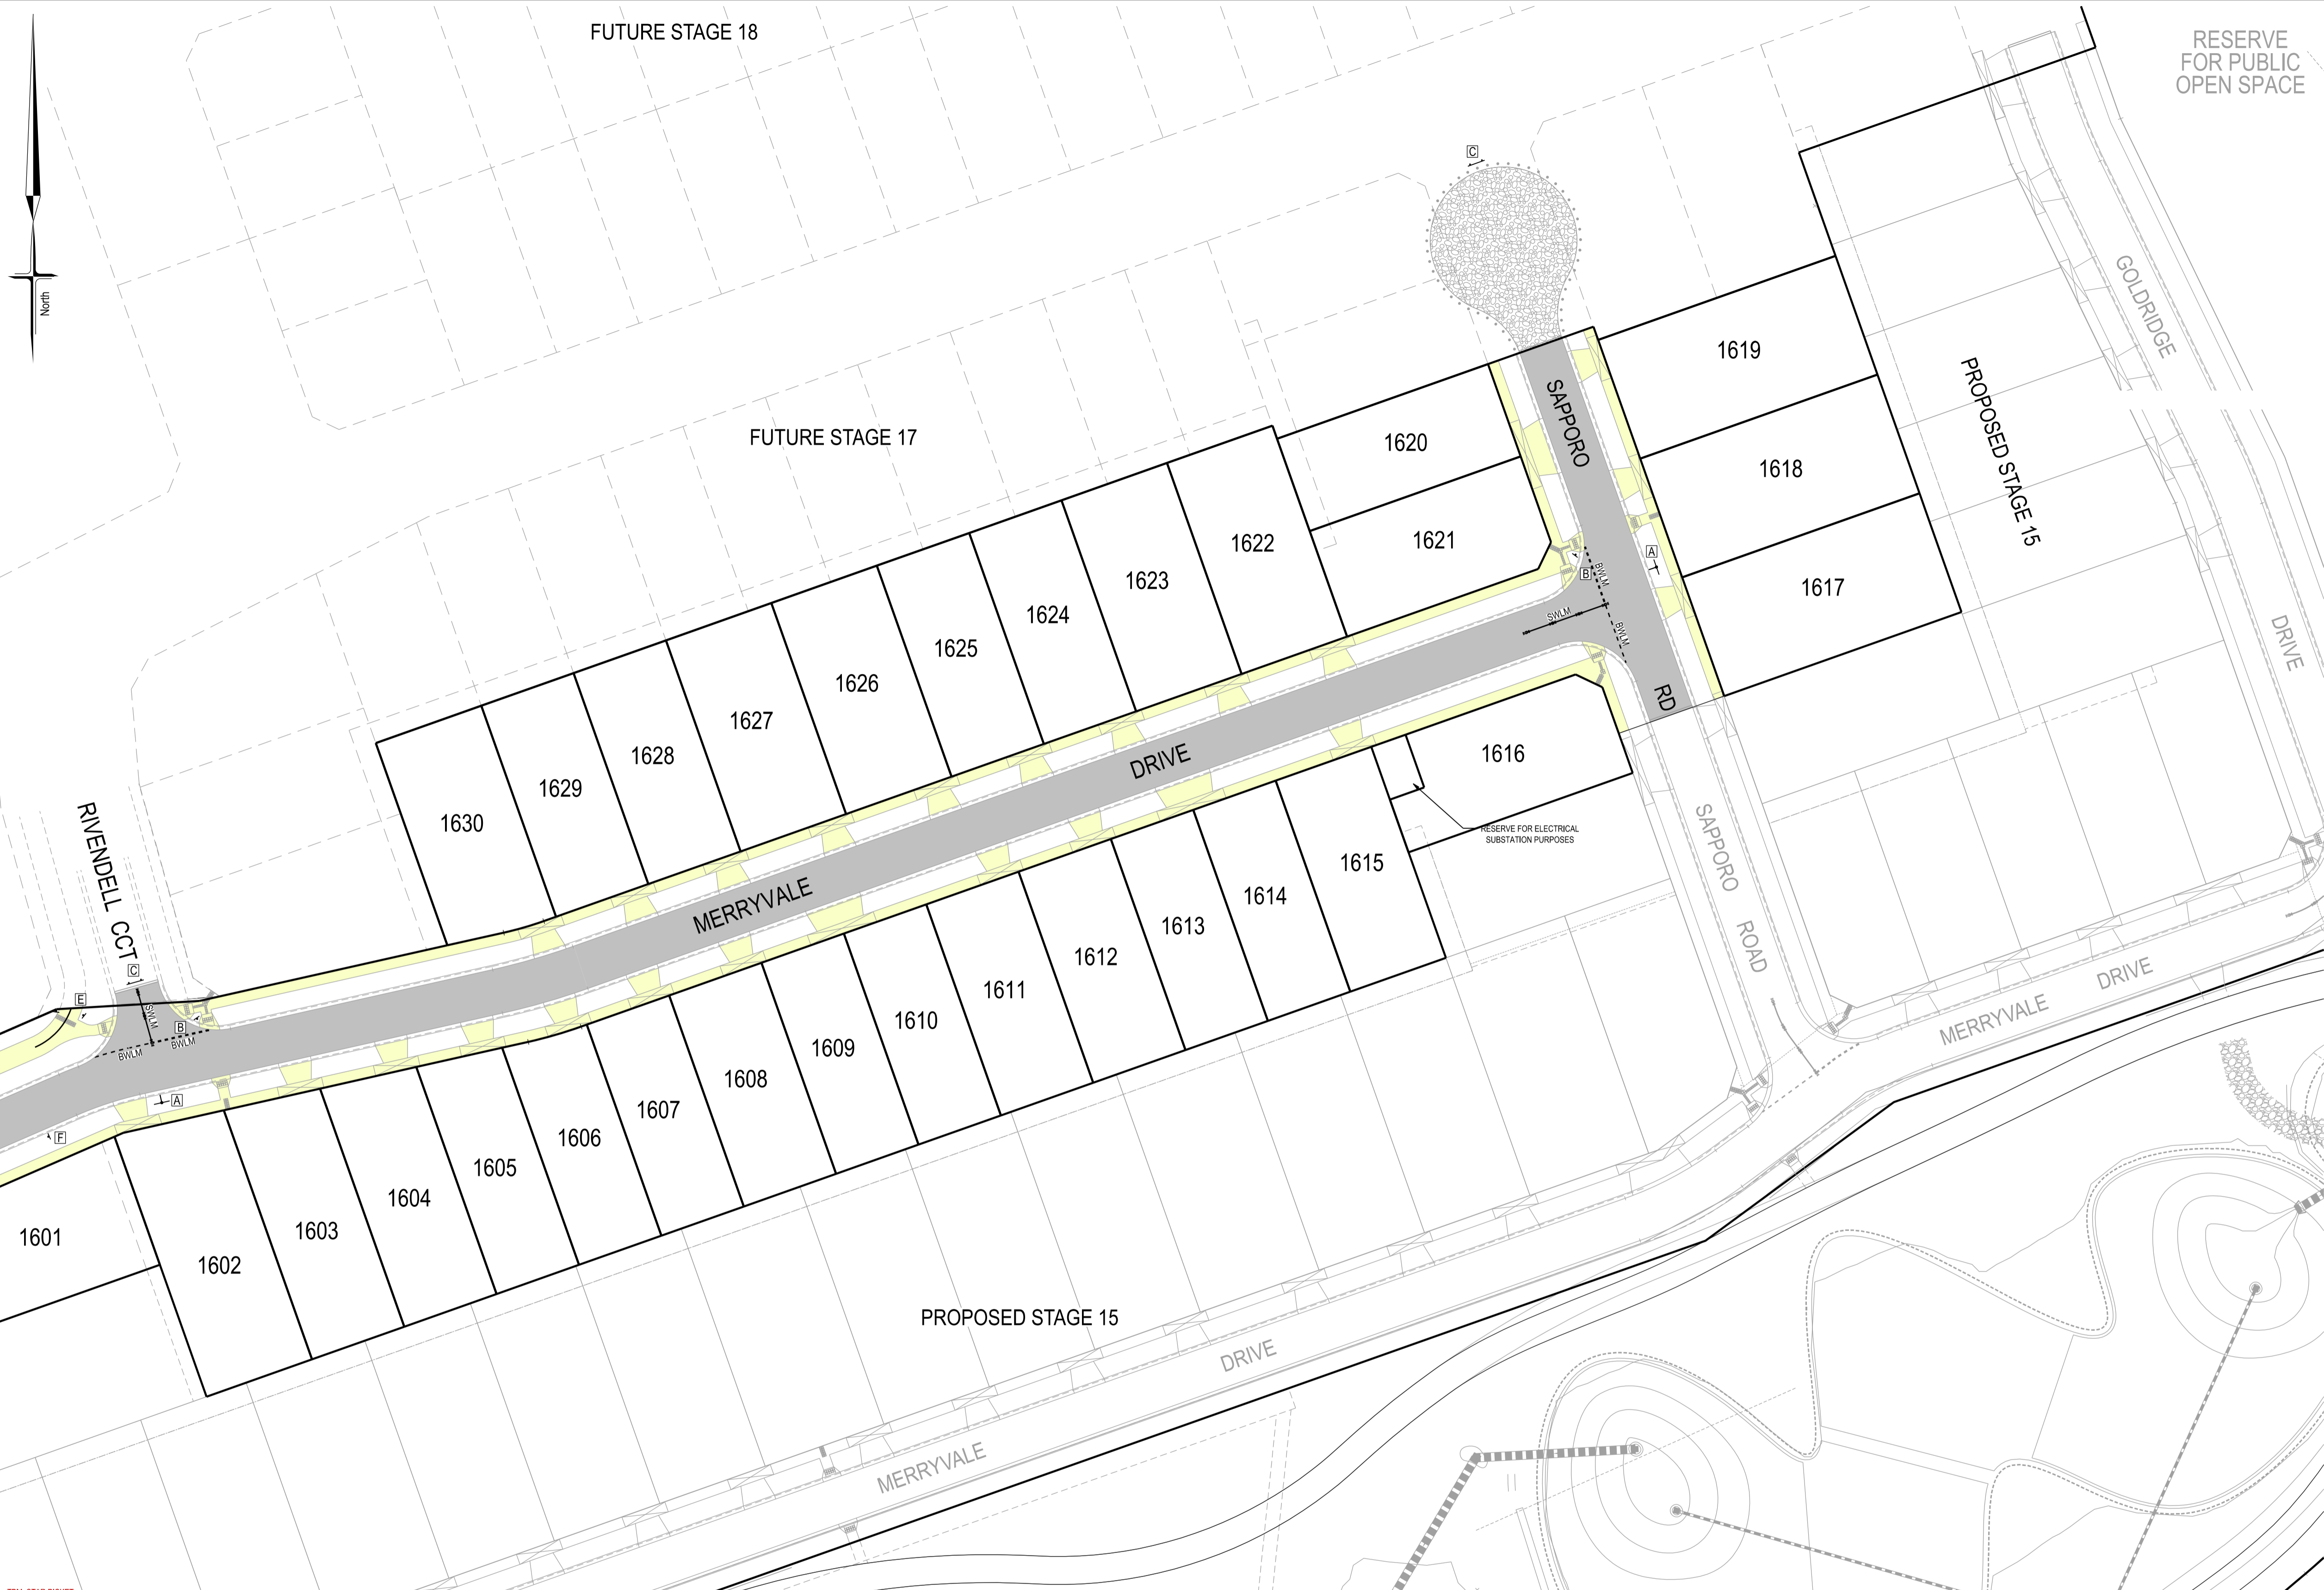 FUTURE STAGE 18
RESERVE
FOR PUBLIC
OPEN SPACE
North
C
GOLDRIDGE
DRIVE
1619
PROPOSED STAGE 15
SAPPORO
RD
FUTURE STAGE 17
1620
1618
1621
1622
1617
A
B
BWLM
SWLM
BWLM
1623
1624
1625
1626
1627
1628
1629
1630
DRIVE
MERRYVALE
1616
RESERVE FOR ELECTRICAL
SUBSTATION PURPOSES
SAPPORO
ROAD
RIVENDELL CCT
C
E
SWLM
B
BWLM
BWLM
A
F
1615
1614
1613
1612
1611
1610
1609
1608
1607
1606
1605
1604
1603
1602
1601
MERRYVALE
DRIVE
PROPOSED STAGE 15
MERRYVALE
DRIVE